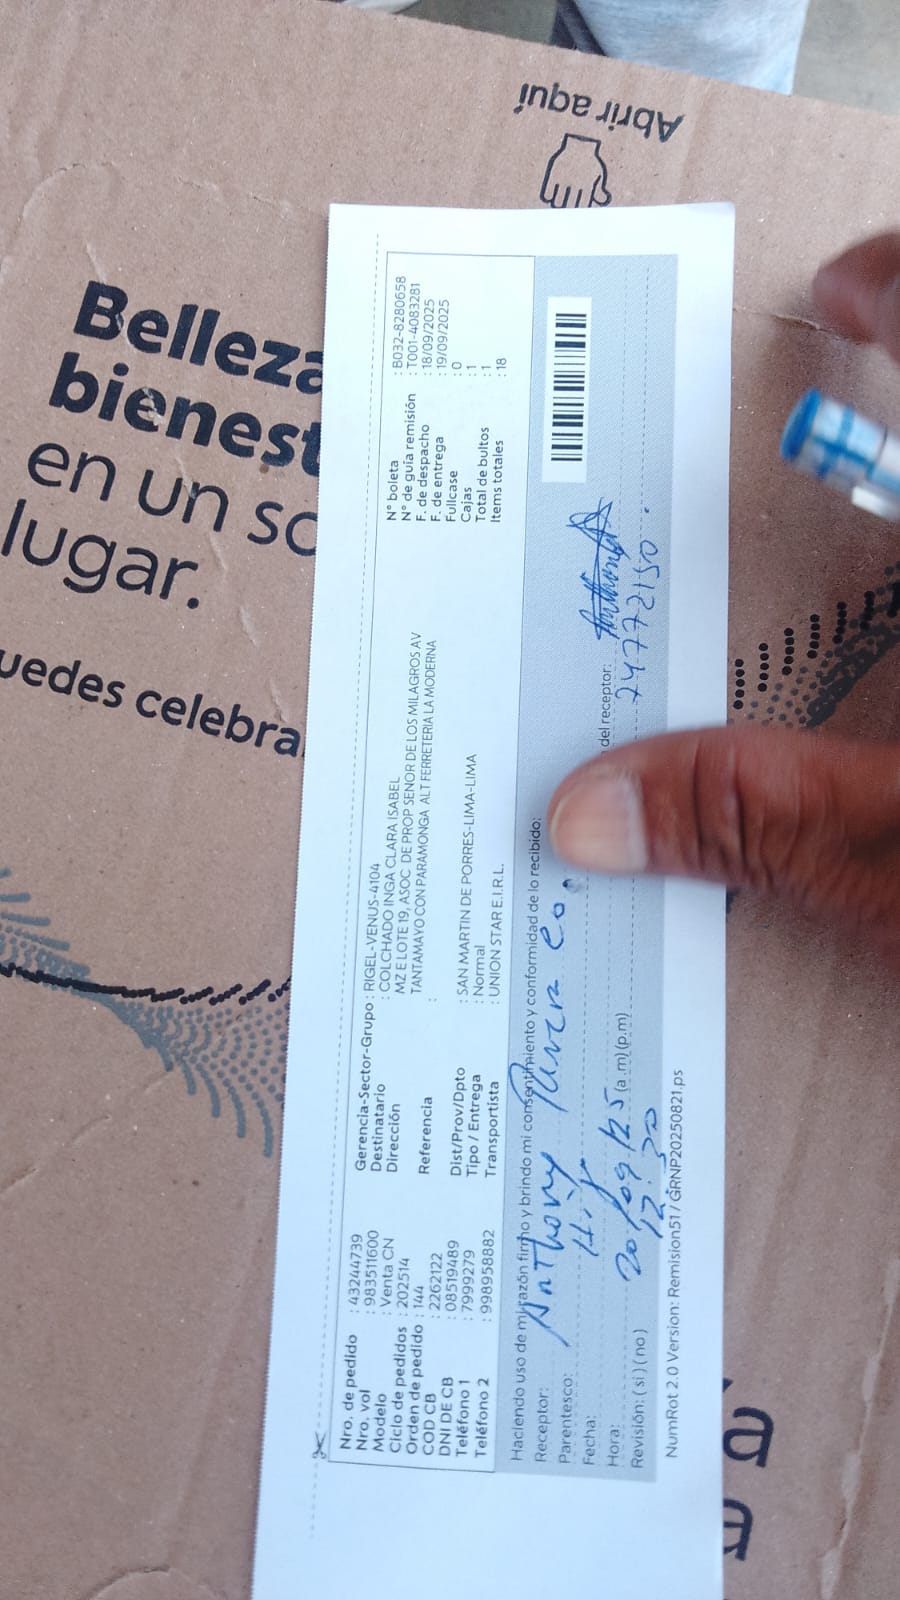 Abrir aquí
Belleza
bienest
en un so
lugar.
uedes celebra
Nro. de pedido : 43244739
Nro. vol : 983511600
Modelo : Venta CN
Ciclo de pedidos : 202514
Orden de pedido : 144
COD CB : 2262122
DNI DE CB : 08519489
Teléfono 1 : 7999279
Teléfono 2 : 998958882
Gerencia-Sector-Grupo : RIGEL-VENUS-4104
Destinatario : COLCHADO INGA CLARA ISABEL
Dirección MZ E LOTE 19, ASOC DE PROP SENOR DE LOS MILAGROS AV
TANTAMAYO CON PARAMONGA ALT FERRETERIA LA MODERNA
Referencia :
Dist/Prov/Dpto : SAN MARTIN DE PORRES-LIMA-LIMA
Tipo / Entrega : Normal
Transportista : UNION STAR E.I.R.L.
N° boleta : B032-8280658
N° de guía remisión : T001-4083281
F. de despacho : 18/09/2025
F. de entrega : 19/09/2025
Fullcase : 0
Cajas : 1
Total de bultos : 1
Items totales : 18
Haciendo uso de mi razón firmo y brindo mi consentimiento y conformidad de lo recibido:
Receptor: Anthony
Parentesco: Hijo
Fecha: 20/09/25
Hora: 12:30 (a.m) (p.m)
Revisión: ( si ) ( no )
del receptor:
74772150.
NumRot 2.0 Version: Remision51 / GRNP20250821.ps